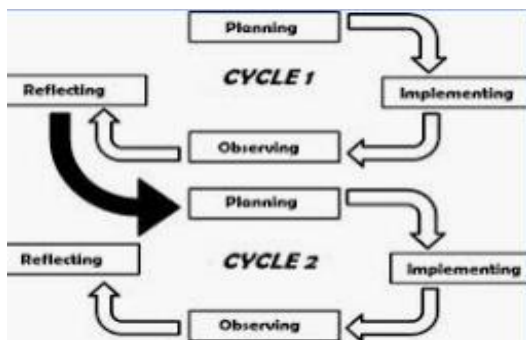 Planning
CYCLE 1
Reflecting
Implementing
Observing
Planning
CYCLE 2
Reflecting
Implementing
Observing